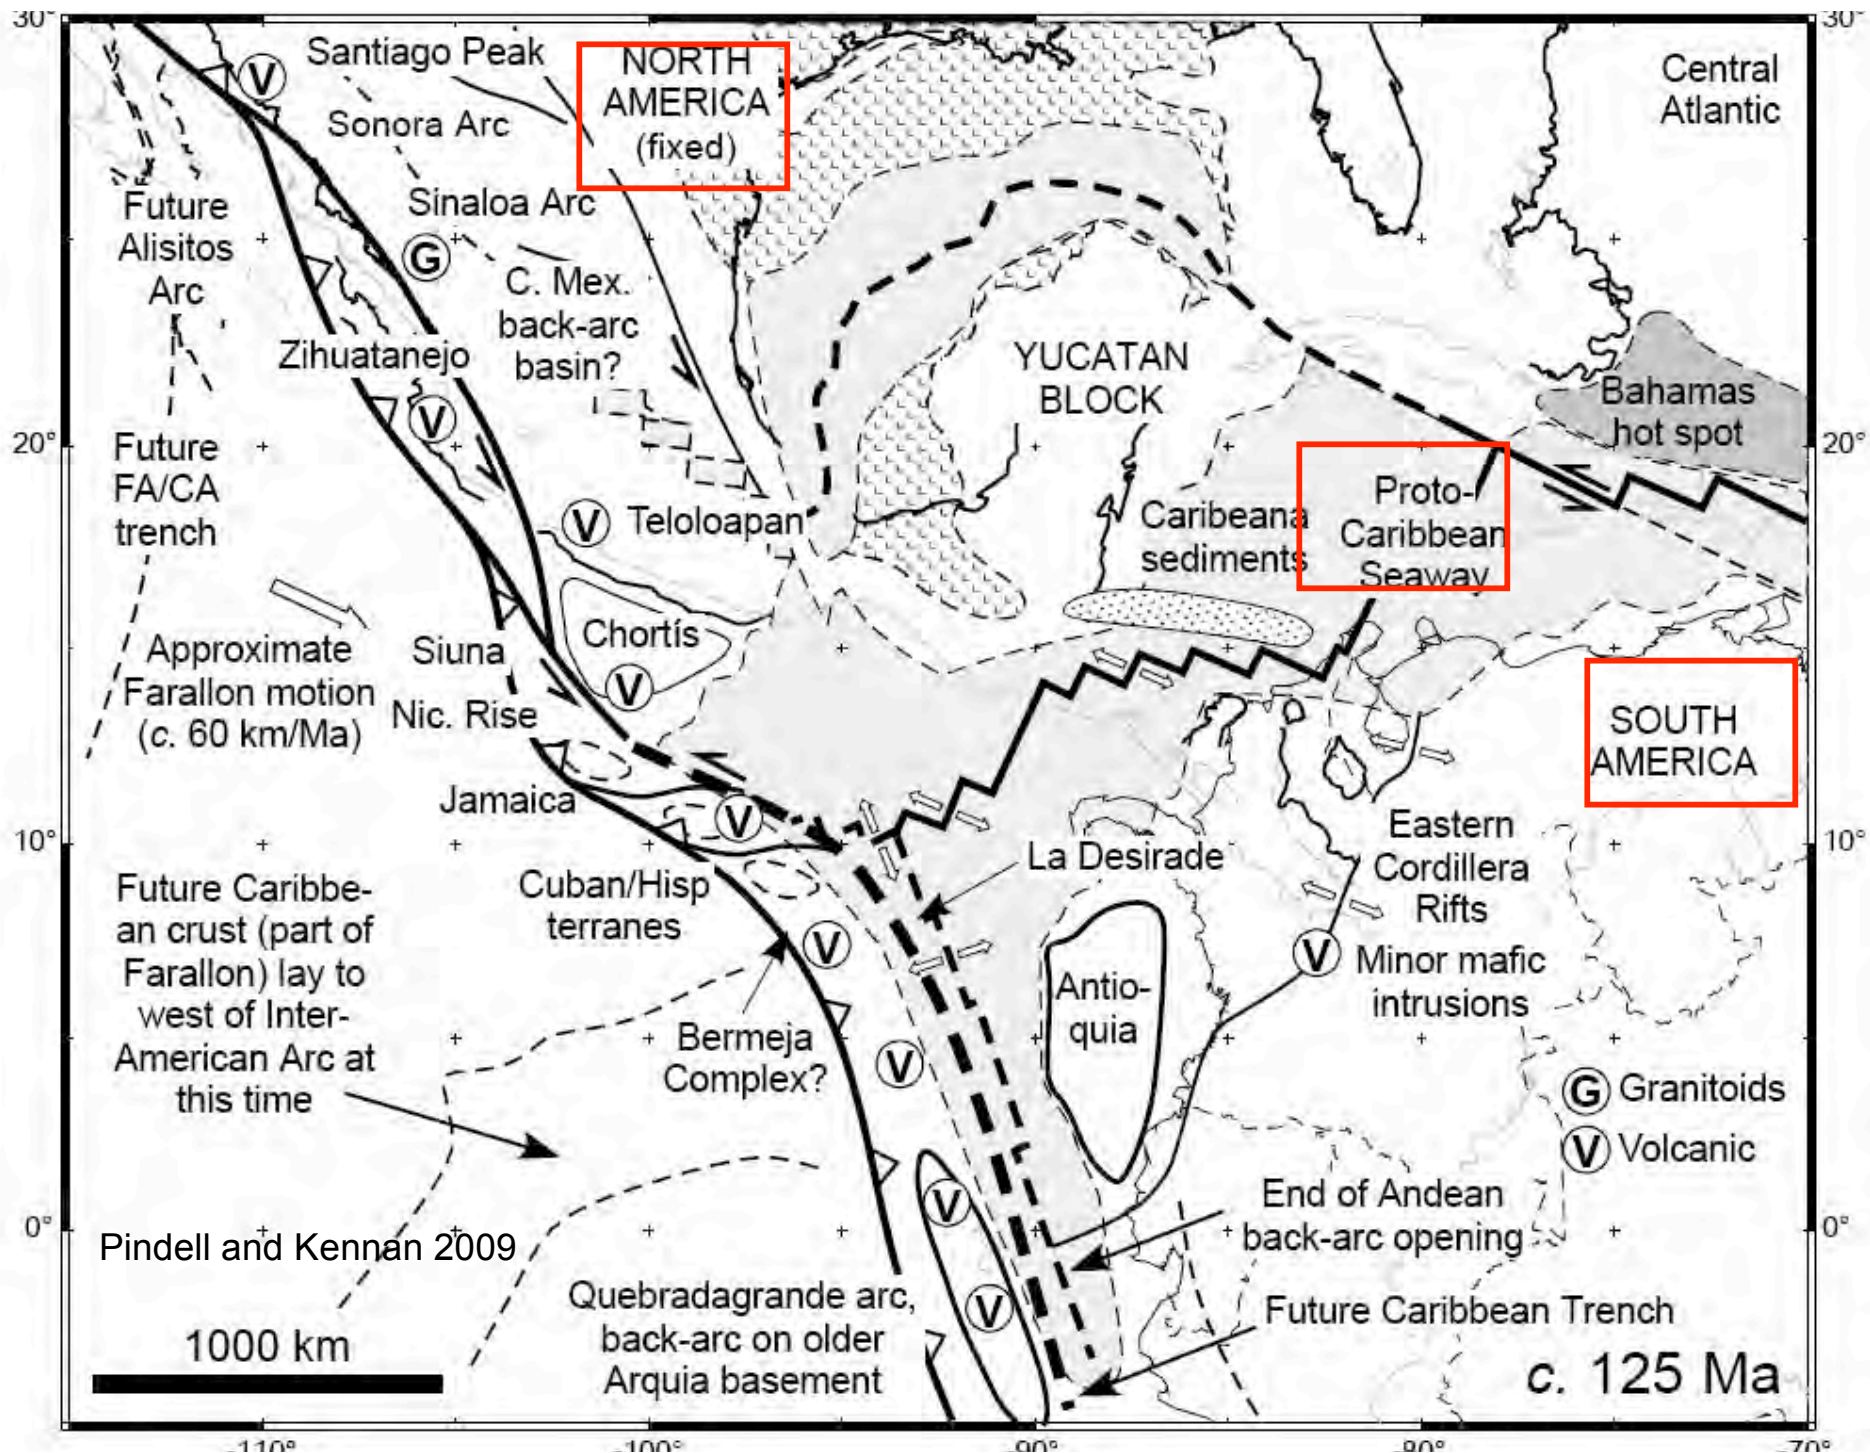 30°
30°
Santiago Peak
NORTH
AMERICA
(fixed)
Central
Atlantic
V
Sonora Arc
Sinaloa Arc
G
Future
Alisitos
Arc
C. Mex.
back-arc
basin?
Zihuatanejo
V
YUCATAN
BLOCK
Bahamas
hot spot
20°
20°
Future
FA/CA
trench
V
Teloloapan
Caribeana
sediments
Proto-
Caribbean
Seaway
Approximate
Farallon motion
(c. 60 km/Ma)
Siuna
Chortís
V
Nic. Rise
SOUTH
AMERICA
Jamaica
V
10°
10°
La Desirade
Eastern
Cordillera
Rifts
Cuban/Hisp
terranes
V
V
Minor mafic
intrusions
Future Caribbe-
an crust (part of
Farallon) lay to
west of Inter-
American Arc at
this time
Antio-
quia
Bermeja
Complex?
V
G Granitoids
V Volcanic
V
End of Andean
back-arc opening
0°
0°
Pindell and Kennan 2009
Quebradagrande arc,
back-arc on older
Arquia basement
V
Future Caribbean Trench
1000 km
c. 125 Ma
-110°
-100°
-90°
-80°
-70°